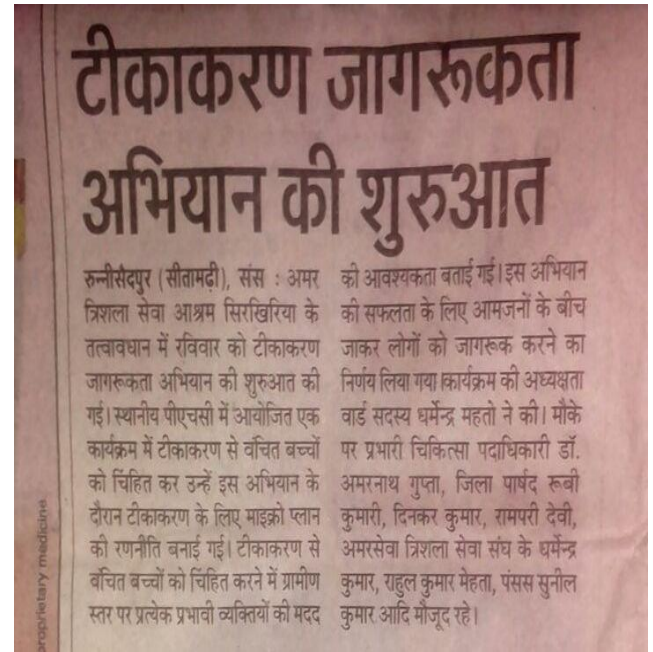 टीकाकरण जागरूकता
अभियान की शुरुआत
रुन्नीसैदपुर (सीतामढ़ी), संस : अमर
त्रिशला सेवा आश्रम सिरखिरिया के
तत्वावधान में रविवार को टीकाकरण
जागरूकता अभियान की शुरुआत की
गई। स्थानीय पीएचसी में आयोजित एक
कार्यक्रम में टीकाकरण से वंचित बच्चों
को चिंहित कर उन्हें इस अभियान के
दौरान टीकाकरण के लिए माइक्रो प्लान
की रणनीति बनाई गई। टीकाकरण से
वंचित बच्चों को चिंहित करने में ग्रामीण
स्तर पर प्रत्येक प्रभावी व्यक्तियों की मदद
की आवश्यकता बताई गई। इस अभियान
की सफलता के लिए आमजनों के बीच
जाकर लोगों को जागरूक करने का
निर्णय लिया गया।कार्यक्रम की अध्यक्षता
वार्ड सदस्य धर्मेन्द्र महतो ने की। मौके
पर प्रभारी चिकित्सा पदाधिकारी डॉ.
अमरनाथ गुप्ता, जिला पार्षद रूबी
कुमारी, दिनकर कुमार, रामपरी देवी,
अमरसेवा त्रिशला सेवा संघ के धर्मेन्द्र
कुमार, राहुल कुमार मेहता, पंसस सुनील
कुमार आदि मौजूद रहे।
proprietary medicine